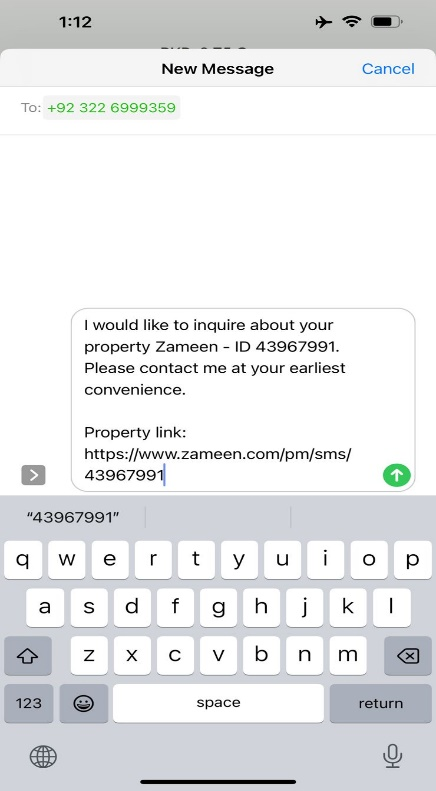 1:12
New Message
Cancel
To: +92 322 6999359
I would like to inquire about your
property Zameen - ID 43967991.
Please contact me at your earliest
convenience.
Property link:
https://www.zameen.com/pm/sms/
43967991
“43967991”
q w e r t y u i o p
a s d f g h j k l
z x c v b n m
123 space return